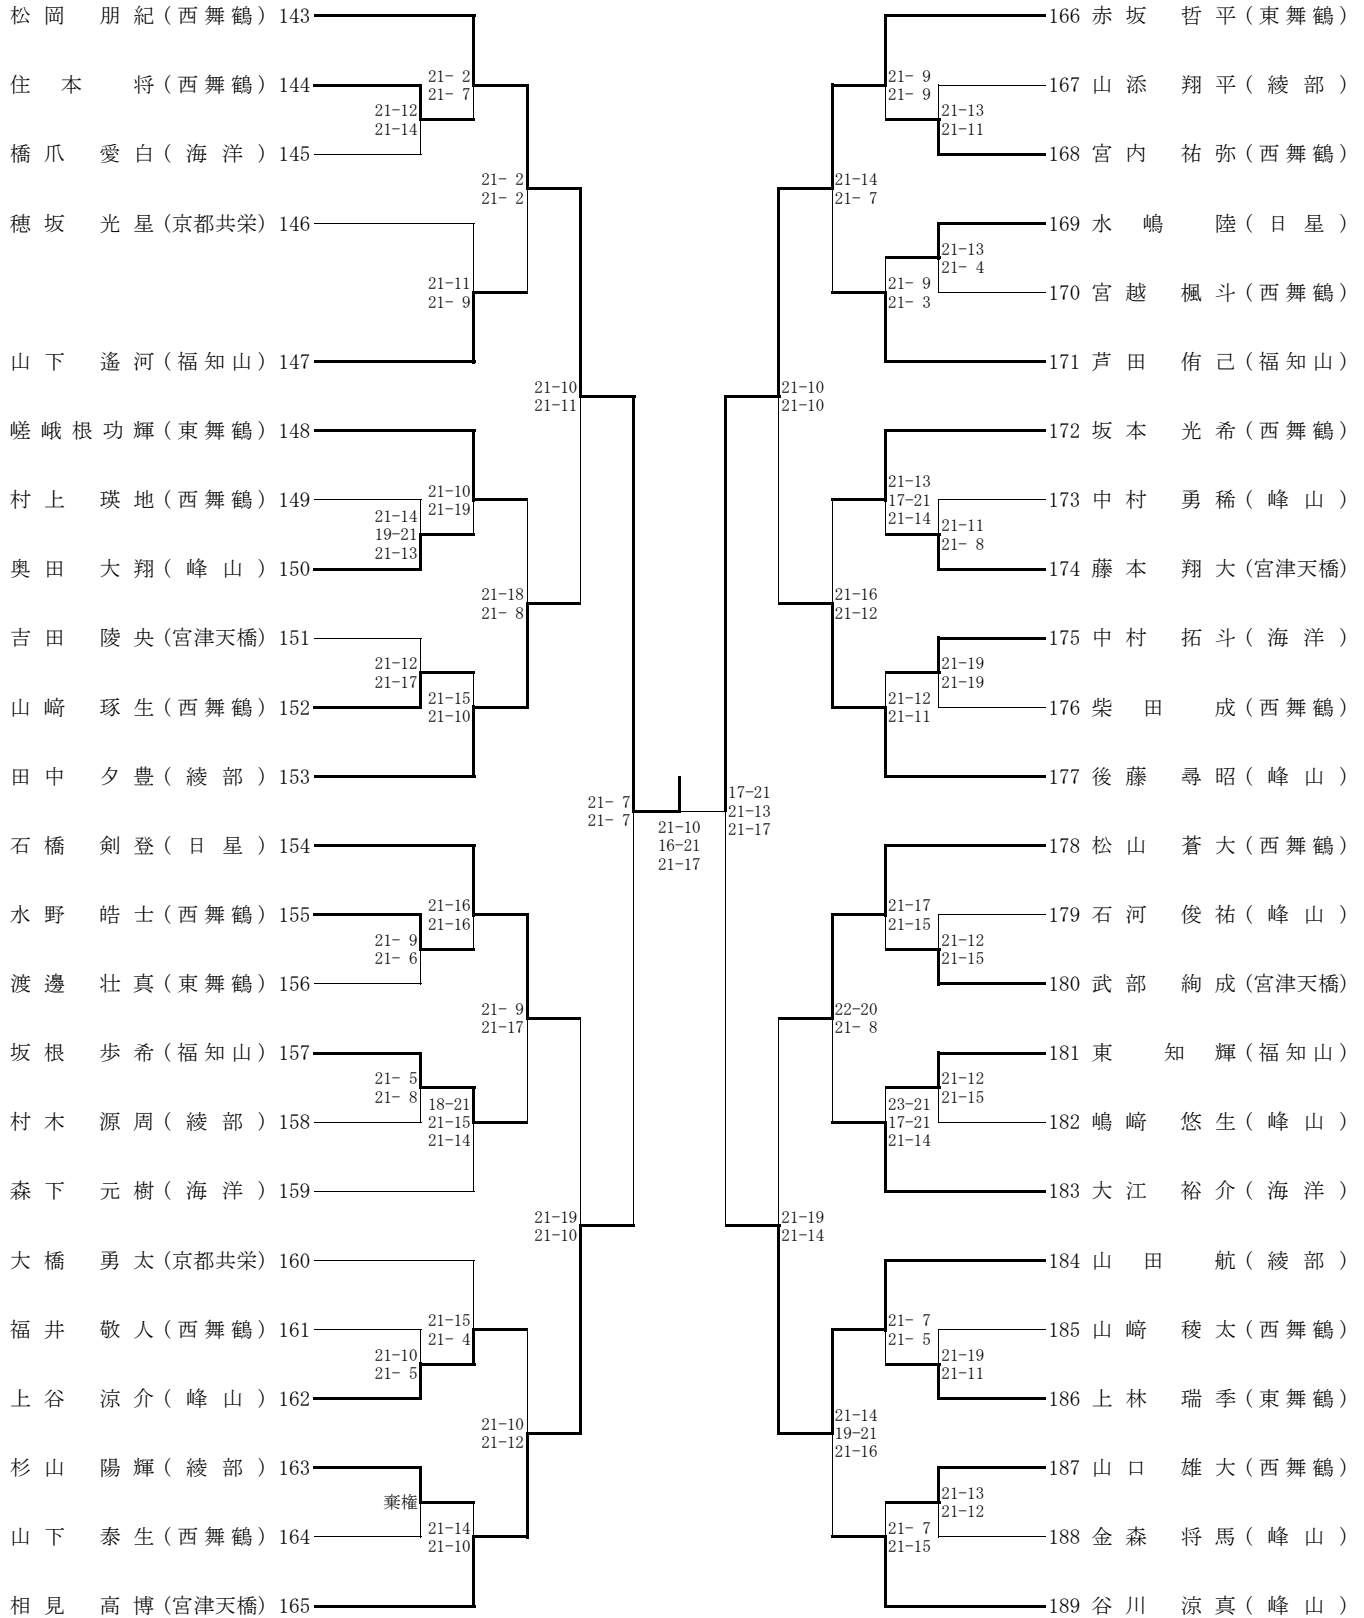 松岡 朋紀(西舞鶴) 143
住本 将(西舞鶴) 144
橋爪 愛白(海洋) 145
穂坂 光星(京都共栄) 146
山下 遙河(福知山) 147
嵯峨根功輝(東舞鶴) 148
村上 瑛地(西舞鶴) 149
奥田 大翔(峰山) 150
吉田 陵央(宮津天橋) 151
山﨑 琢生(西舞鶴) 152
田中 夕豊(綾部) 153
石橋 剣登(日星) 154
水野 皓士(西舞鶴) 155
渡邊 壮真(東舞鶴) 156
坂根 歩希(福知山) 157
村木 源周(綾部) 158
森下 元樹(海洋) 159
大橋 勇太(京都共栄) 160
福井 敬人(西舞鶴) 161
上谷 涼介(峰山) 162
杉山 陽輝(綾部) 163
山下 泰生(西舞鶴) 164
相見 高博(宮津天橋) 165
21-12
21-14
21-14
19-21
21-13
21-12
21-17
21- 9
21- 6
21- 5
21- 8
21-10
21- 5
棄権
21- 2
21- 7
21-11
21- 9
21-10
21-19
21-15
21-10
21-16
21-16
18-21
21-15
21-14
21-15
21- 4
21-14
21-10
21- 2
21- 2
21-18
21- 8
21- 9
21-17
21-10
21-12
21-10
21-11
21-19
21-10
21- 7
21- 7
21-10
16-21
21-17
17-21
21-13
21-17
21-10
21-10
21-19
21-14
21-14
21- 7
21-16
21-12
22-20
21- 8
21-14
19-21
21-16
21- 9
21- 9
21- 9
21- 3
21-13
17-21
21-14
21-12
21-11
21-17
21-15
23-21
17-21
21-14
21- 7
21- 5
21- 7
21-15
21-13
21-11
21-13
21- 4
21-11
21- 8
21-19
21-19
21-12
21-15
21-12
21-15
21-19
21-11
21-13
21-12
166 赤坂 哲平(東舞鶴)
167 山添 翔平(綾部)
168 宮内 祐弥(西舞鶴)
169 水嶋 陸(日星)
170 宮越 楓斗(西舞鶴)
171 芦田 侑己(福知山)
172 坂本 光希(西舞鶴)
173 中村 勇稀(峰山)
174 藤本 翔大(宮津天橋)
175 中村 拓斗(海洋)
176 柴田 成(西舞鶴)
177 後藤 尋昭(峰山)
178 松山 蒼大(西舞鶴)
179 石河 俊祐(峰山)
180 武部 絢成(宮津天橋)
181 東 知輝(福知山)
182 嶋﨑 悠生(峰山)
183 大江 裕介(海洋)
184 山田 航(綾部)
185 山﨑 稜太(西舞鶴)
186 上林 瑞季(東舞鶴)
187 山口 雄大(西舞鶴)
188 金森 将馬(峰山)
189 谷川 涼真(峰山)